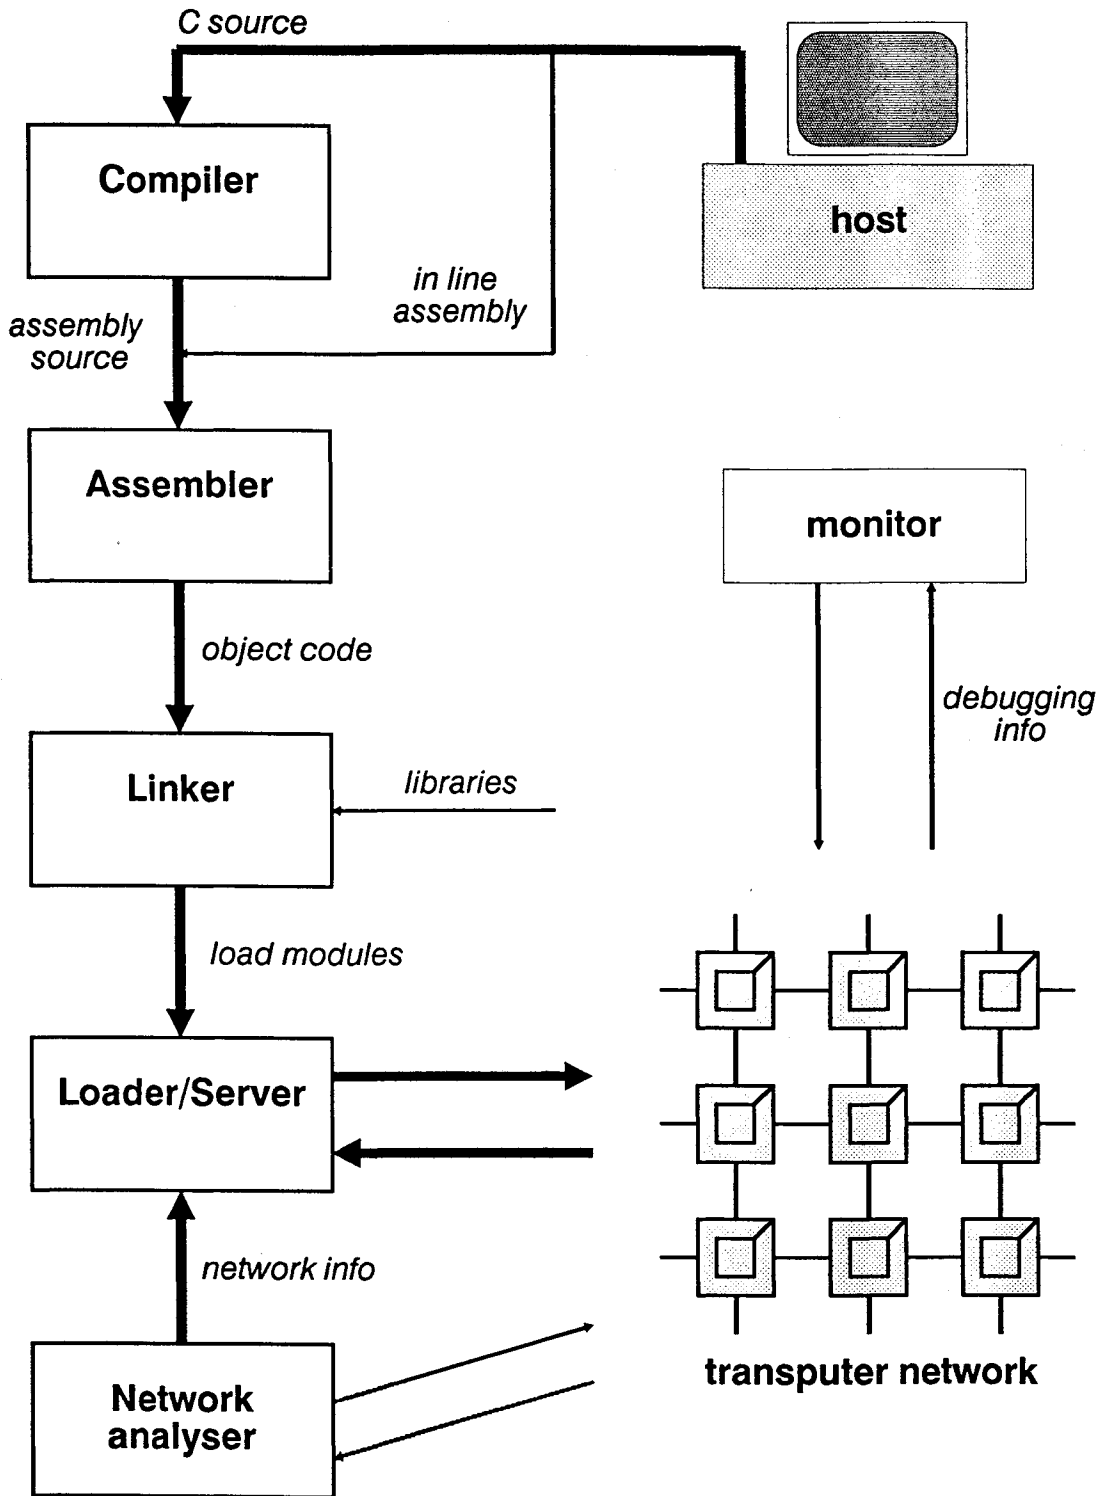 C source
Compiler
host
in line
assembly
assembly
source
Assembler
monitor
object code
debugging
info
Linker
libraries
load modules
Loader/Server
network info
transputer network
Network
analyser